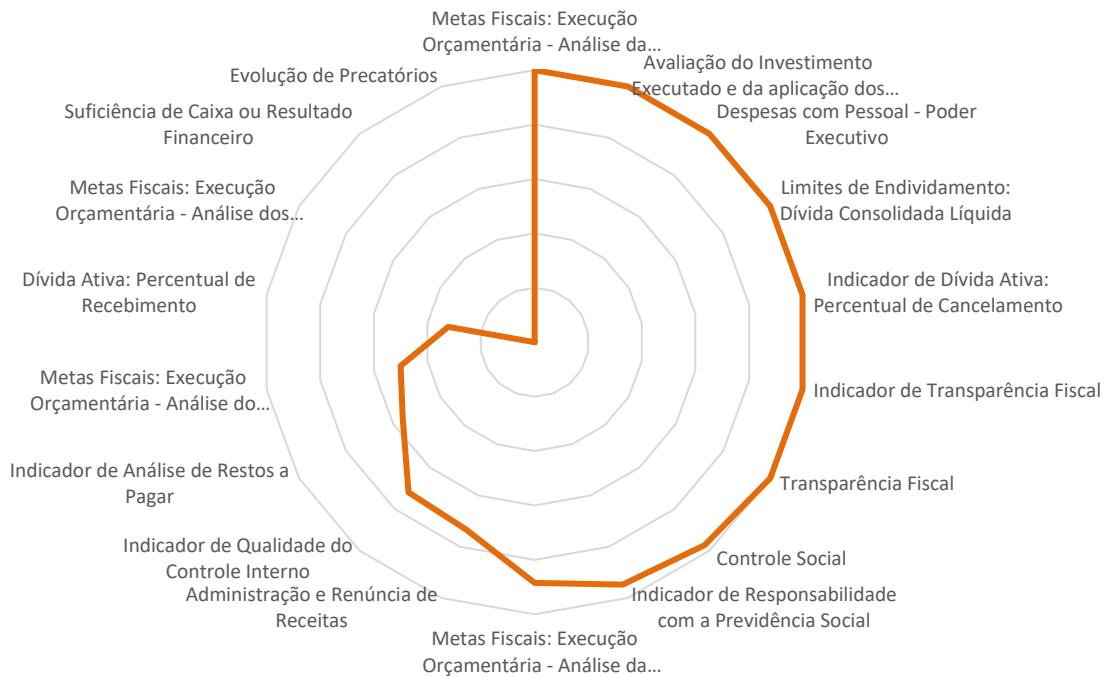 Metas Fiscais: Execução
Orçamentária - Análise da...
Avaliação do Investimento
Executado e da aplicação dos...
Despesas com Pessoal - Poder
Executivo
Limites de Endividamento:
Dívida Consolidada Líquida
Indicador de Dívida Ativa:
Percentual de Cancelamento
Indicador de Transparência Fiscal
Transparência Fiscal
Controle Social
Indicador de Responsabilidade
com a Previdência Social
Metas Fiscais: Execução
Orçamentária - Análise da...
Administração e Renúncia de
Receitas
Indicador de Qualidade do
Controle Interno
Indicador de Análise de Restos a
Pagar
Metas Fiscais: Execução
Orçamentária - Análise do...
Dívida Ativa: Percentual de
Recebimento
Metas Fiscais: Execução
Orçamentária - Análise dos...
Suficiência de Caixa ou Resultado
Financeiro
Evolução de Precatórios